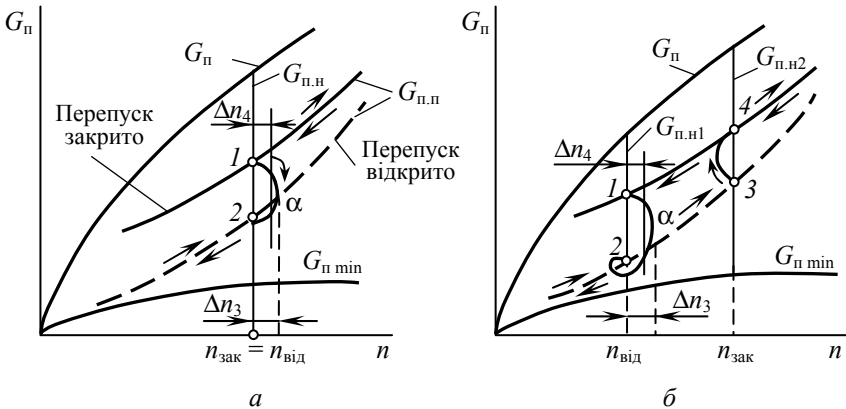 Gп
Gп
Gп.н
Gп.п
Перепуск
закрито
Δn4
1
Перепуск
відкрито
2
α
Gп min
Δn3
nзак = nвід
n
а
Gп
Gп
Gп.н2
4
Gп.н1
Δn4
1
3
α
2
Gп min
Δn3
nвід
nзак
n
б